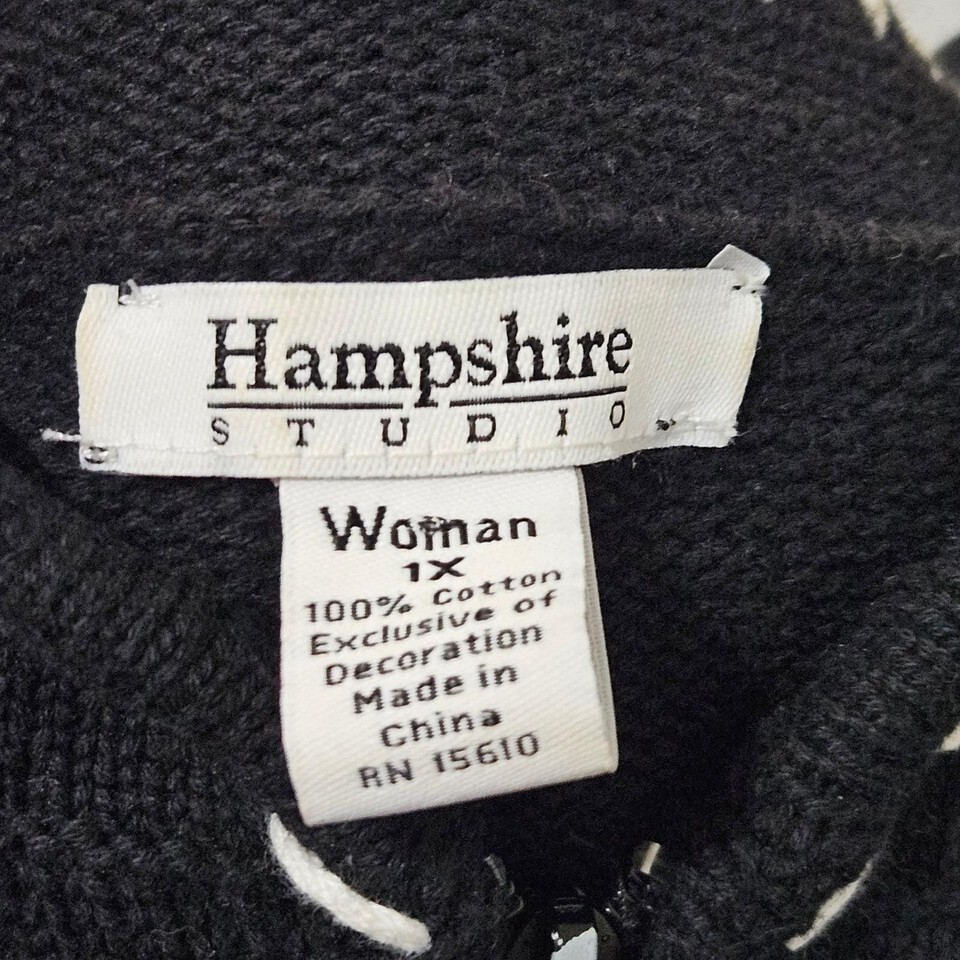 Hampshire
STUDIO
Woman
1X
100% Cotton
Exclusive of
Decoration
Made in
China
RN 15610